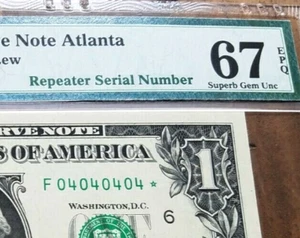 e Note Atlanta
ew
Repeater Serial Number
67
EPQ
Superb Gem Unc
RVE NOTE
S OF AMERICA
1
F 04040404 *
WASHINGTON, D.C.
6